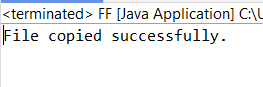 <terminated> FF [Java Application] C:\U
File copied successfully.